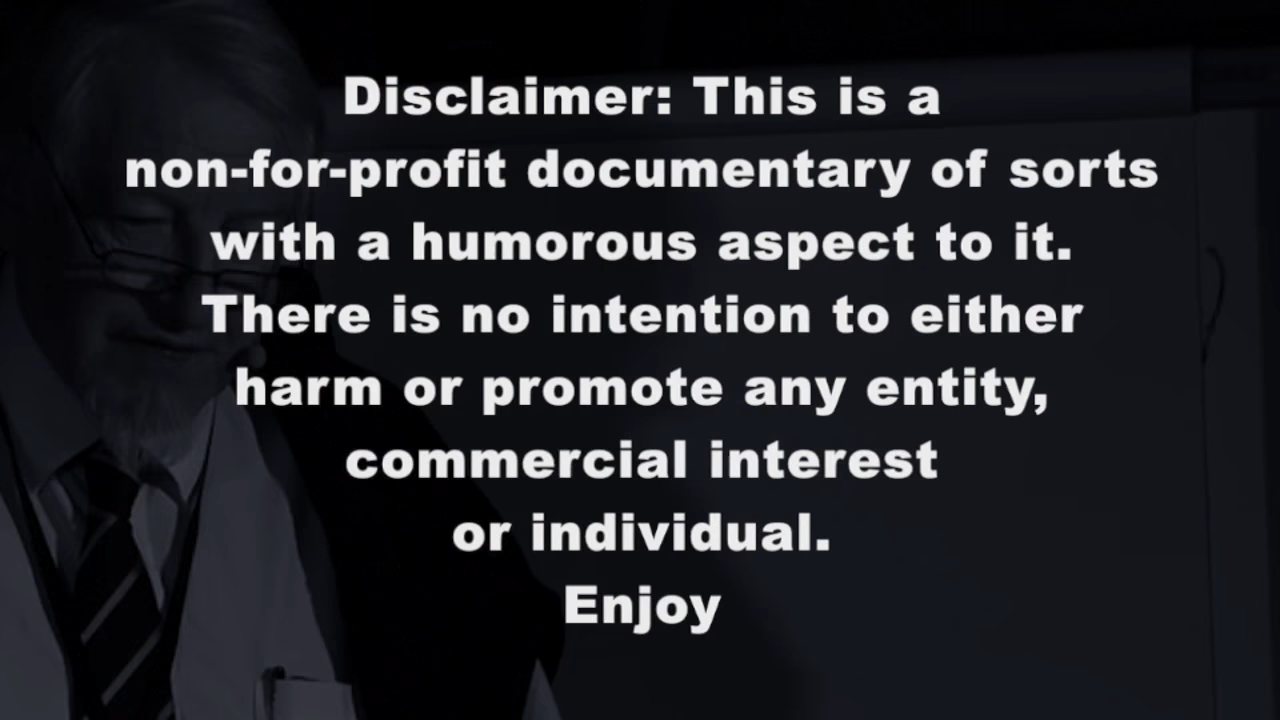 Disclaimer: This is a
non-for-profit documentary of sorts
with a humorous aspect to it.
There is no intention to either
harm or promote any entity,
commercial interest
or individual.
Enjoy